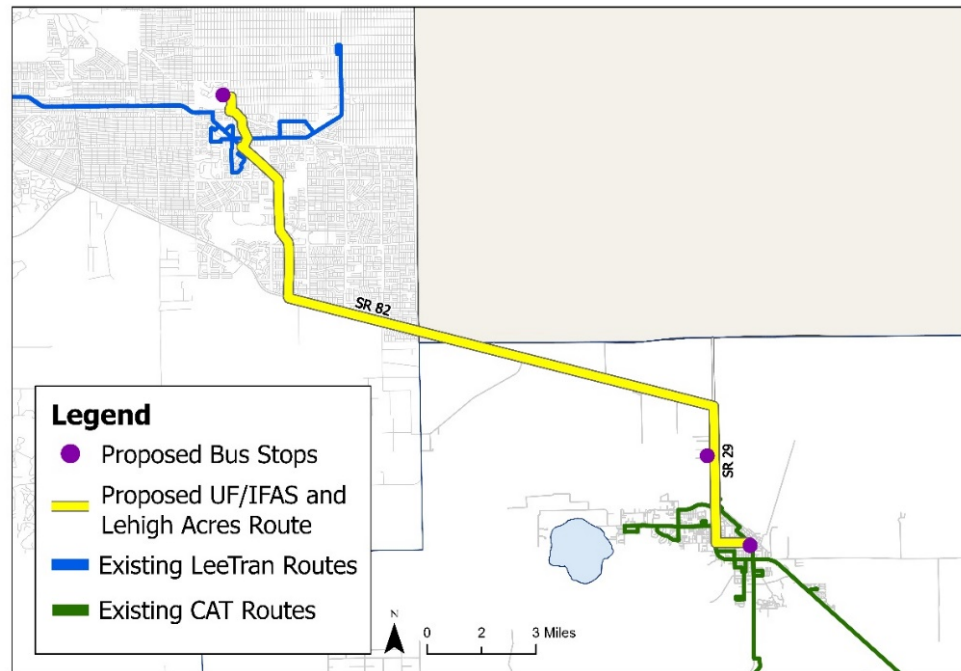 SR 82
SR 29
Legend
Proposed Bus Stops
Proposed UF/IFAS and
Lehigh Acres Route
Existing LeeTran Routes
Existing CAT Routes
N
0 2 3 Miles